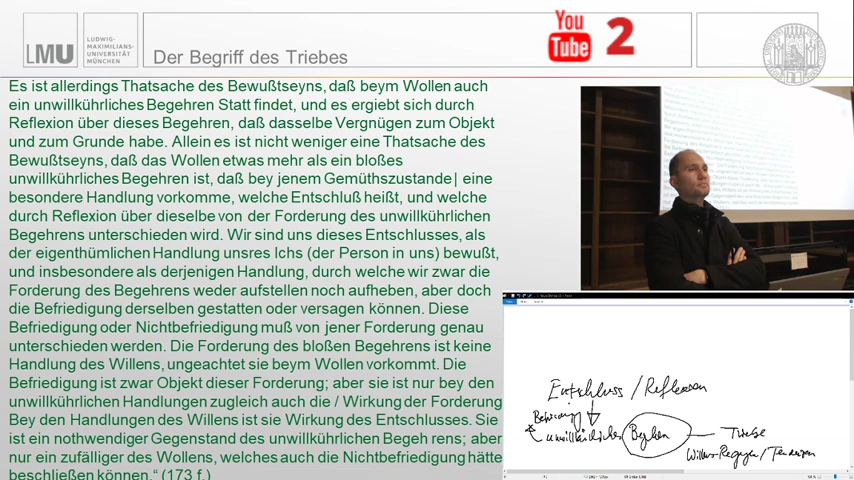 LMU
LUDWIG-
MAXIMILIANS-
UNIVERSITÄT
MÜNCHEN
Der Begriff des Triebes
You
Tube
2
Es ist allerdings Thatsache des Bewußtseyns, daß beym Wollen auch
ein unwillkührliches Begehren Statt findet, und es ergiebt sich durch
Reflexion über dieses Begehren, daß dasselbe Vergnügen zum Objekt
und zum Grunde habe. Allein es ist nicht weniger eine Thatsache des
Bewußtseyns, daß das Wollen etwas mehr als ein bloßes
unwillkührliches Begehren ist, daß bey jenem Gemüthszustande| eine
besondere Handlung vorkomme, welche Entschluß heißt, und welche
durch Reflexion über dieselbe von der Forderung des unwillkührlichen
Begehrens unterschieden wird. Wir sind uns dieses Entschlusses, als
der eigenthümlichen Handlung unsres Ichs (der Person in uns) bewußt,
und insbesondere als derjenigen Handlung, durch welche wir zwar die
Forderung des Begehrens weder aufstellen noch aufheben, aber doch
die Befriedigung derselben gestatten oder versagen können. Diese
Befriedigung oder Nichtbefriedigung muß von jener Forderung genau
unterschieden werden. Die Forderung des bloßen Begehrens ist keine
Handlung des Willens, ungeachtet sie beym Wollen vorkommt. Die
Befriedigung ist zwar Objekt dieser Forderung; aber sie ist nur bey den
unwillkührlichen Handlungen zugleich auch die / Wirkung der Forderung
Bey den Handlungen des Willens ist sie Wirkung des Entschlusses. Sie
ist ein nothwendiger Gegenstand des unwillkührlichen Begeh rens; aber
nur ein zufälliger des Wollens, welches auch die Nichtbefriedigung hätte
beschließen können.“ (173 f.)
Entschluss / Reflexion
unwillkürliches Begehren — Triebe
Willens-Regungen / Tendenzen